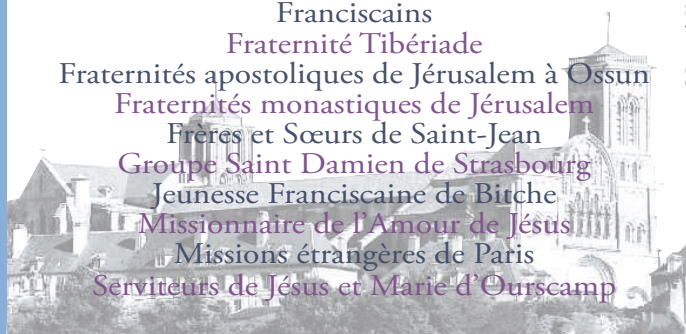 Franciscains
Fraternité Tibériade
Fraternités apostoliques de Jérusalem à Ossun
Fraternités monastiques de Jérusalem
Frères et Sœurs de Saint-Jean
Groupe Saint Damien de Strasbourg
Jeunesse Franciscaine de Bitche
Missionnaire de l’Amour de Jésus
Missions étrangères de Paris
Serviteurs de Jésus et Marie d’Ourscamp